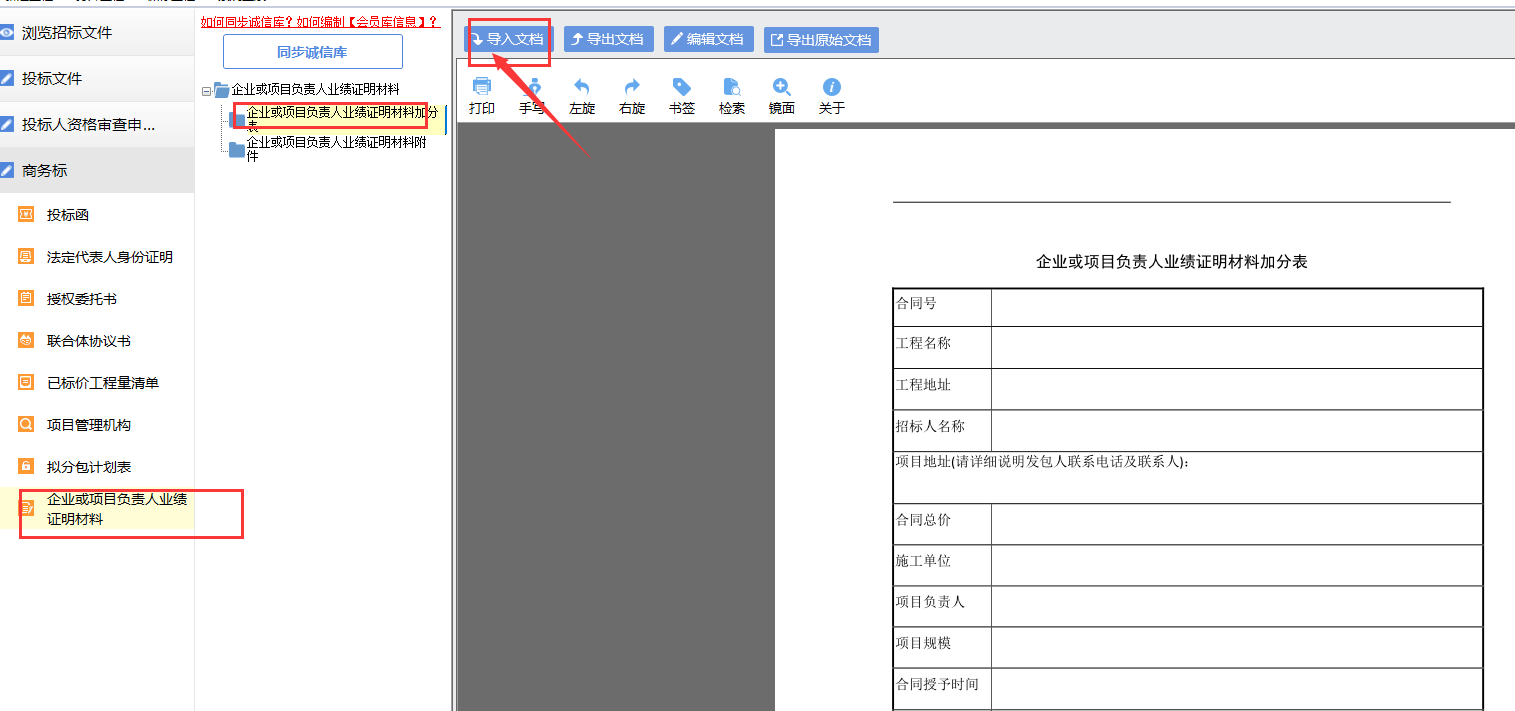 浏览招标文件
投标文件
投标人资格审查申...
商务标
投标函
法定代表人身份证明
授权委托书
联合体协议书
已标价工程量清单
项目管理机构
拟分包计划表
企业或项目负责人业绩
证明材料
如何同步诚信库？如何编制【会员库信息】？
同步诚信库
企业或项目负责人业绩证明材料
企业或项目负责人业绩证明材料加分
表
企业或项目负责人业绩证明材料附
件
导入文档 导出文档 编辑文档 导出原始文档
打印 手写 左旋 右旋 书签 检索 镜面 关于
企业或项目负责人业绩证明材料加分表
合同号
工程名称
工程地址
招标人名称
项目地址(请详细说明发包人联系电话及联系人)：
合同总价
施工单位
项目负责人
项目规模
合同授予时间